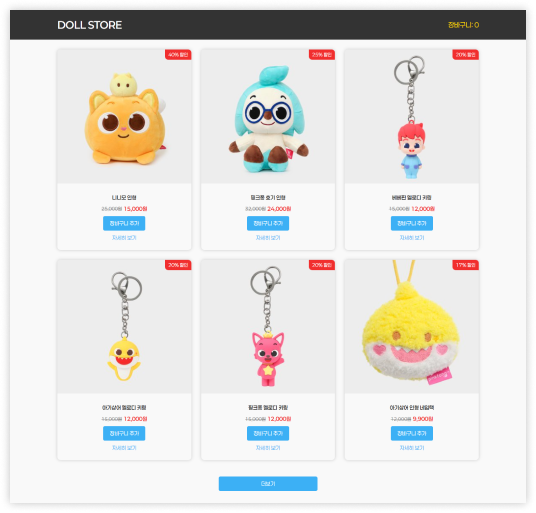 DOLL STORE
장바구니: 0
40% 할인
25% 할인
20% 할인
니니모 인형
25,000원 15,000원
장바구니 추가
자세히 보기
핑크퐁 호기 인형
32,000원 24,000원
장바구니 추가
자세히 보기
베베핀 멜로디 키링
15,000원 12,000원
장바구니 추가
자세히 보기
20% 할인
20% 할인
17% 할인
아기상어 멜로디 키링
15,000원 12,000원
장바구니 추가
자세히 보기
핑크퐁 멜로디 키링
15,000원 12,000원
장바구니 추가
자세히 보기
아기상어 인형 네임택
12,000원 9,900원
장바구니 추가
자세히 보기
더보기